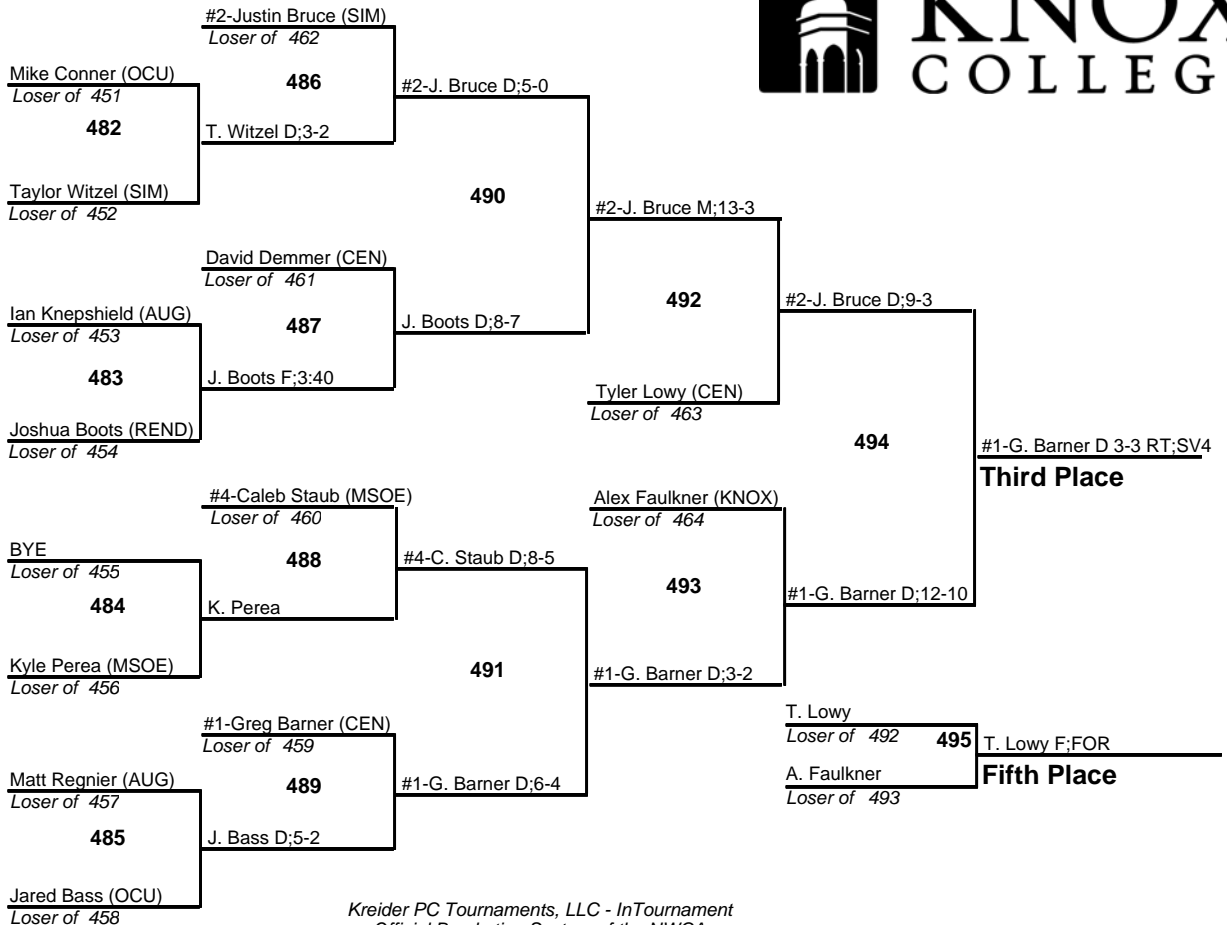 #2-Justin Bruce (SIM)
Loser of 462
KNOX
COLLEG
Mike Conner (OCU)
Loser of 451
486
#2-J. Bruce D;5-0
482
T. Witzel D;3-2
Taylor Witzel (SIM)
Loser of 452
490
#2-J. Bruce M;13-3
David Demmer (CEN)
Loser of 461
Ian Knepshield (AUG)
Loser of 453
487
J. Boots D;8-7
492
#2-J. Bruce D;9-3
483
J. Boots F;3:40
Tyler Lowy (CEN)
Loser of 463
Joshua Boots (REND)
Loser of 454
494
#1-G. Barner D 3-3 RT;SV4
Third Place
#4-Caleb Staub (MSOE)
Loser of 460
Alex Faulkner (KNOX)
Loser of 464
BYE
Loser of 455
488
#4-C. Staub D;8-5
493
#1-G. Barner D;12-10
484
K. Perea
Kyle Perea (MSOE)
Loser of 456
491
#1-G. Barner D;3-2
#1-Greg Barner (CEN)
Loser of 459
T. Lowy
Loser of 492
495
T. Lowy F;FOR
Fifth Place
A. Faulkner
Loser of 493
Matt Regnier (AUG)
Loser of 457
489
#1-G. Barner D;6-4
485
J. Bass D;5-2
Jared Bass (OCU)
Loser of 458
Kreider PC Tournaments, LLC - InTournament